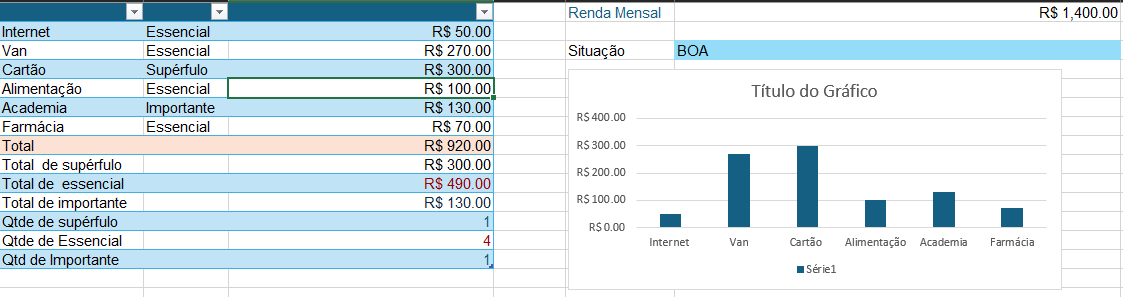 Renda Mensal R$ 1,400.00
Internet Essencial R$ 50.00
Van Essencial R$ 270.00
Situação BOA
Cartão Supérfulo R$ 300.00
Alimentação Essencial R$ 100.00
Academia Importante R$ 130.00
Farmácia Essencial R$ 70.00
Total R$ 920.00
Total de supérfulo R$ 300.00
Total de essencial R$ 490.00
Total de importante R$ 130.00
Qtde de supérfulo 1
Qtde de Essencial 4
Qtd de Importante 1
Título do Gráfico
R$ 400.00
R$ 300.00
R$ 200.00
R$ 100.00
R$ 0.00
Internet Van Cartão Alimentação Academia Farmácia
Série1